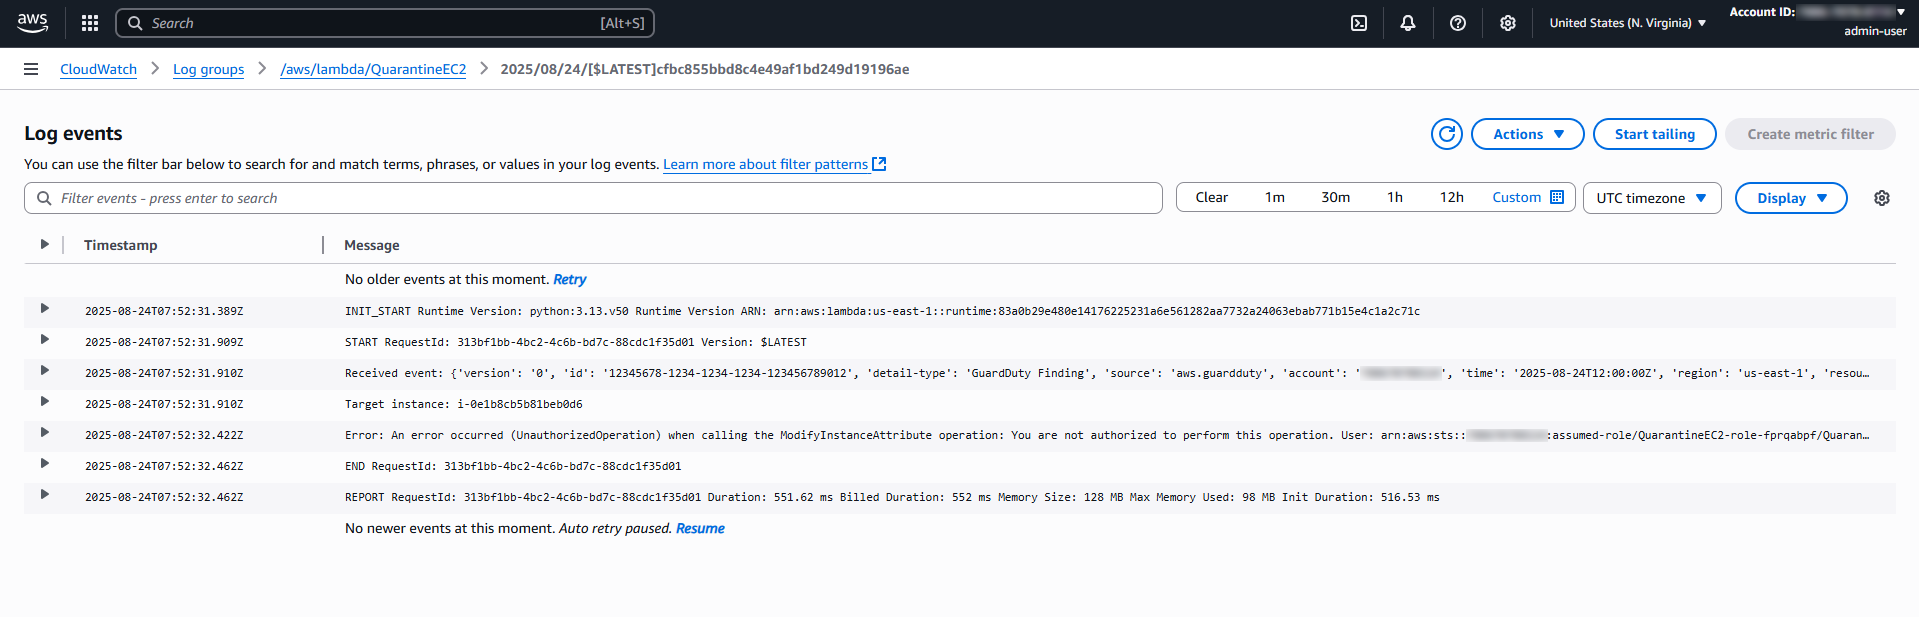 aws
Search [Alt+S]
United States (N. Virginia)
Account ID:
admin-user
CloudWatch
Log groups
/aws/lambda/QuarantineEC2
2025/08/24/[$LATEST]cfbc855bbd8c4e49af1bd249d19196ae
Log events
Actions
Start tailing
Create metric filter
You can use the filter bar below to search for and match terms, phrases, or values in your log events. Learn more about filter patterns
Filter events - press enter to search
Clear 1m 30m 1h 12h Custom
UTC timezone
Display
Timestamp Message
No older events at this moment. Retry
2025-08-24T07:52:31.389Z INIT_START Runtime Version: python:3.13.v50 Runtime Version ARN: arn:aws:lambda:us-east-1::runtime:83a0b29e480e14176225231a6e561282aa7732a24063ebab771b15e4c1a2c71c
2025-08-24T07:52:31.909Z START RequestId: 313bf1bb-4bc2-4c6b-bd7c-88cdc1f35d01 Version: $LATEST
2025-08-24T07:52:31.910Z Received event: {'version': '0', 'id': '12345678-1234-1234-1234-123456789012', 'detail-type': 'GuardDuty Finding', 'source': 'aws.guardduty', 'account': '', 'time': '2025-08-24T12:00:00Z', 'region': 'us-east-1', 'resou…
2025-08-24T07:52:31.910Z Target instance: i-0e1b8cb5b81beb0d6
2025-08-24T07:52:32.422Z Error: An error occurred (UnauthorizedOperation) when calling the ModifyInstanceAttribute operation: You are not authorized to perform this operation. User: arn:aws:sts:::assumed-role/QuarantineEC2-role-fprqabpf/Quaran…
2025-08-24T07:52:32.462Z END RequestId: 313bf1bb-4bc2-4c6b-bd7c-88cdc1f35d01
2025-08-24T07:52:32.462Z REPORT RequestId: 313bf1bb-4bc2-4c6b-bd7c-88cdc1f35d01 Duration: 551.62 ms Billed Duration: 552 ms Memory Size: 128 MB Max Memory Used: 98 MB Init Duration: 516.53 ms
No newer events at this moment. Auto retry paused. Resume